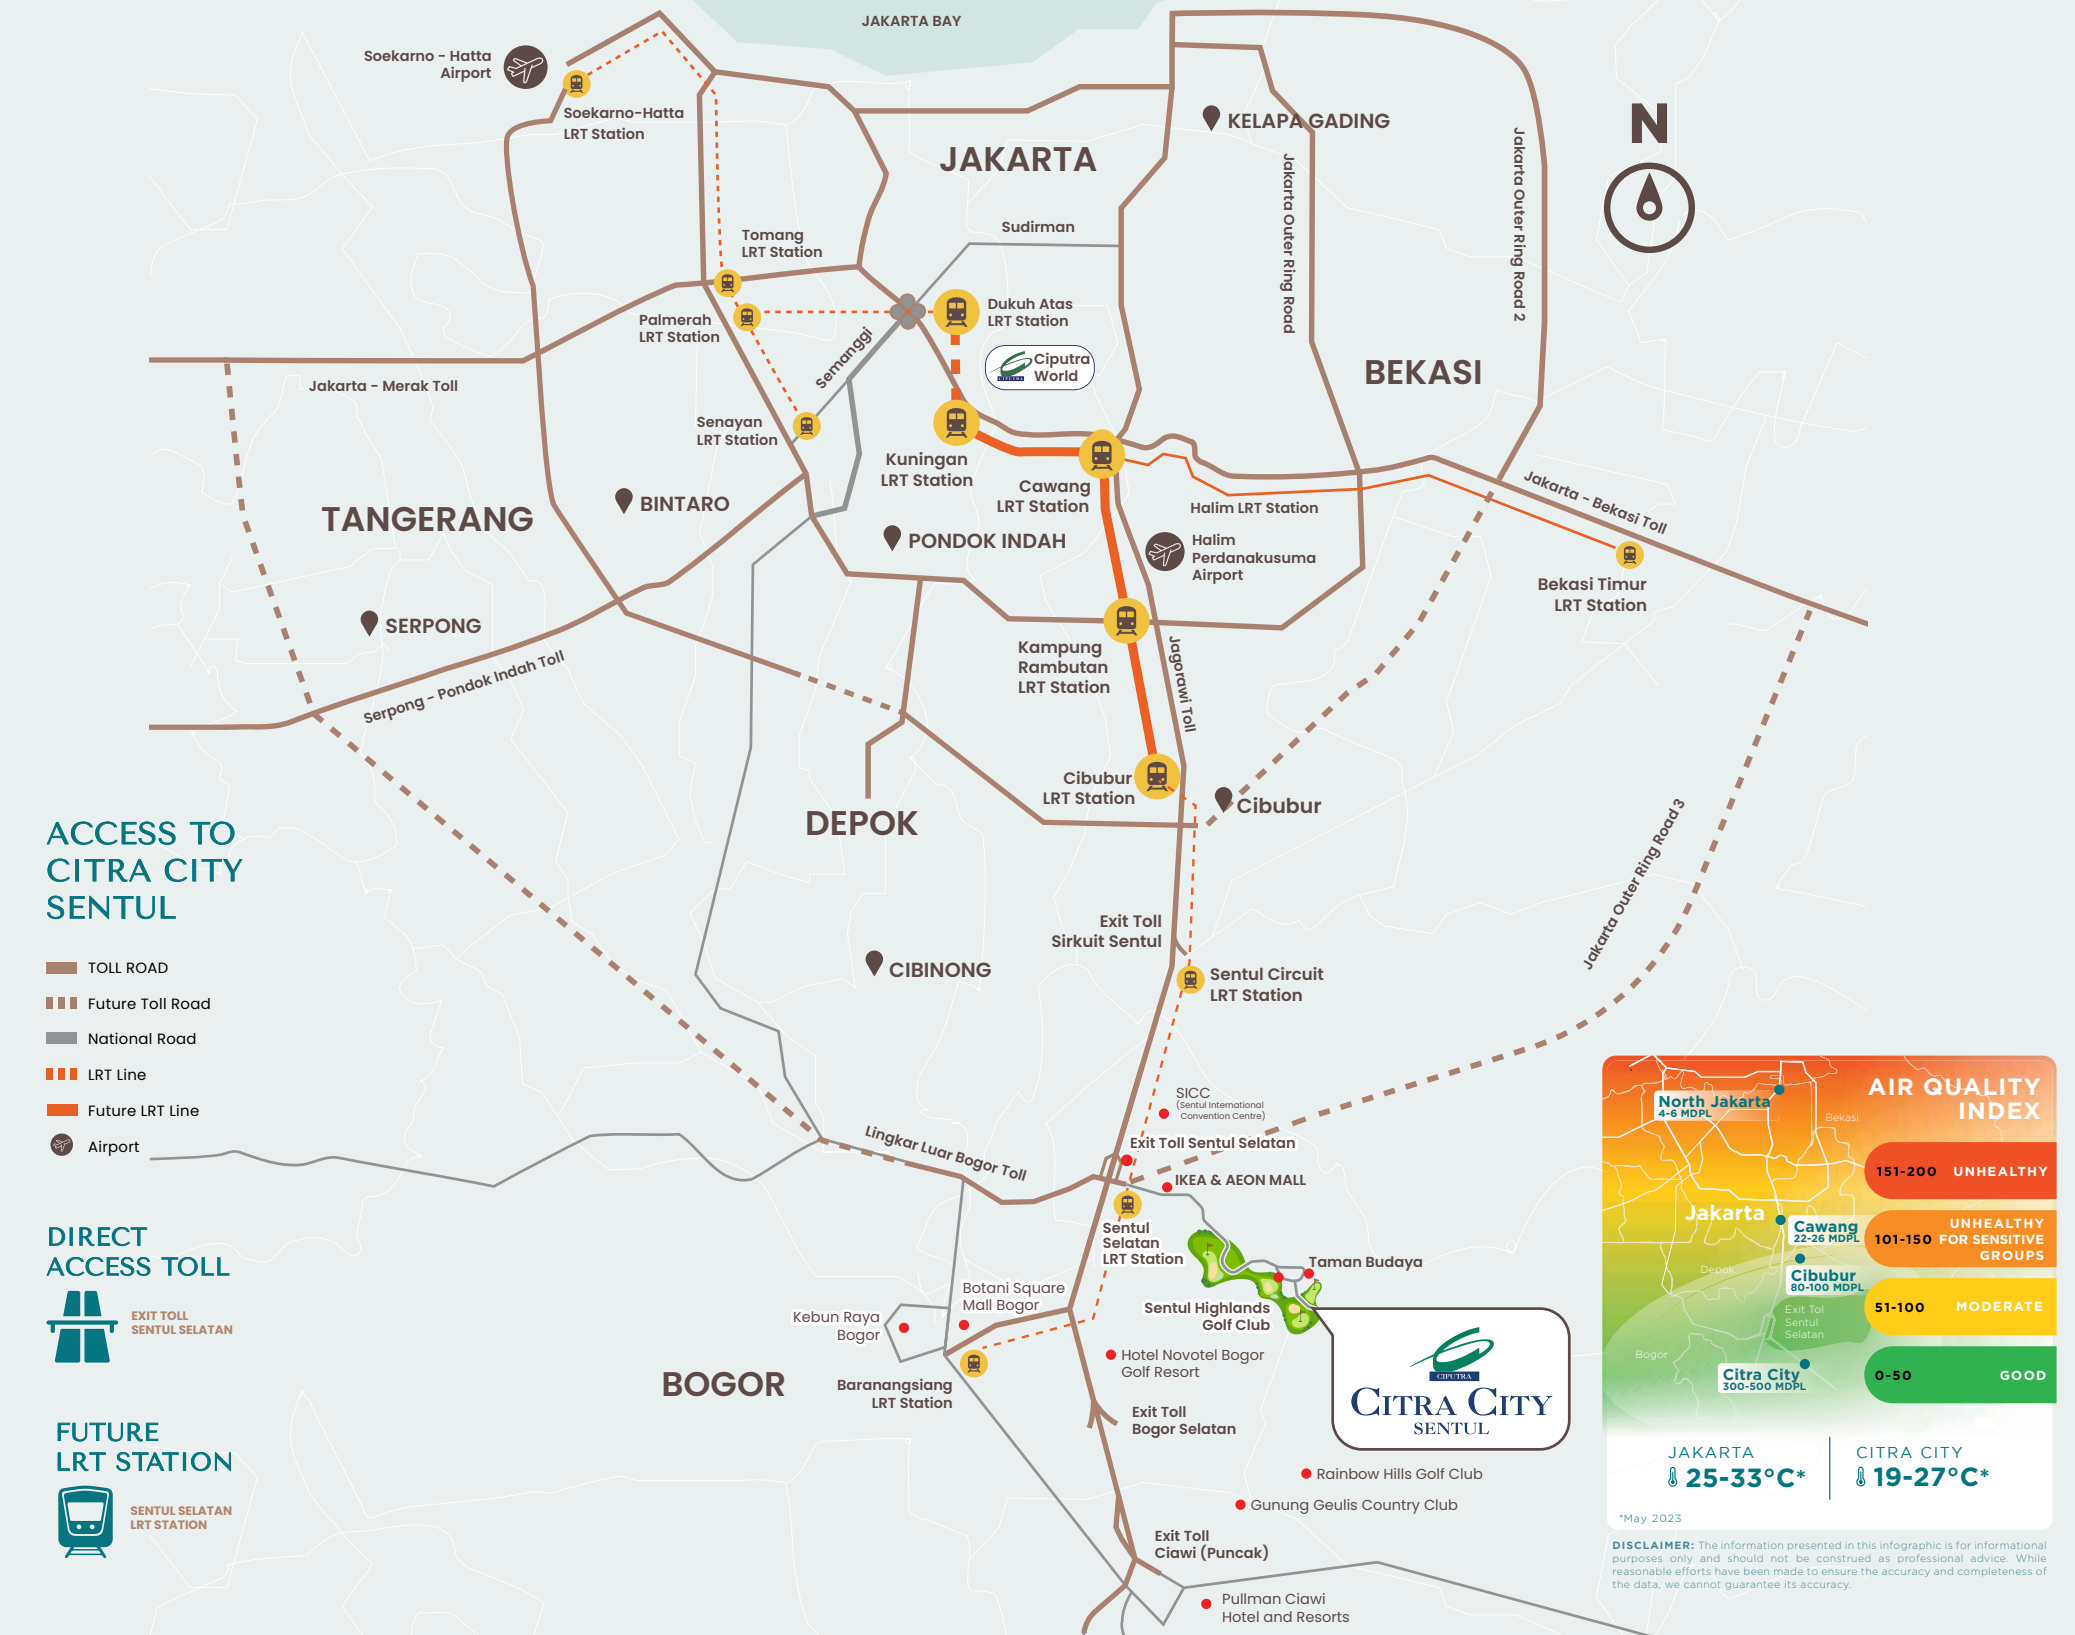 JAKARTA BAY
Soekarno - Hatta
Airport
Soekarno-Hatta
LRT Station
KELAPA GADING
N
JAKARTA
Jakarta Outer Ring Road
Jakarta Outer Ring Road 2
Sudirman
Tomang
LRT Station
Palmerah
LRT Station
Dukuh Atas
LRT Station
Semanggi
CIPUTRA
Ciputra
World
Jakarta - Merak Toll
BEKASI
Senayan
LRT Station
Kuningan
LRT Station
Cawang
LRT Station
Halim LRT Station
Jakarta - Bekasi Toll
TANGERANG
BINTARO
PONDOK INDAH
Halim
Perdanakusuma
Airport
Bekasi Timur
LRT Station
SERPONG
Kampung
Rambutan
LRT Station
Jagorawi Toll
Serpong - Pondok Indah Toll
Cibubur
LRT Station
Cibubur
DEPOK
Jakarta Outer Ring Road 3
ACCESS TO
CITRA CITY
SENTUL
TOLL ROAD
Future Toll Road
National Road
LRT Line
Future LRT Line
Airport
Exit Toll
Sirkuit Sentul
CIBINONG
Sentul Circuit
LRT Station
SICC
(Sentul International
Convention Centre)
Exit Toll Sentul Selatan
Lingkar Luar Bogor Toll
IKEA & AEON MALL
Sentul
Selatan
LRT Station
Taman Budaya
Sentul Highlands
Golf Club
Botani Square
Mall Bogor
Kebun Raya
Bogor
Hotel Novotel Bogor
Golf Resort
BOGOR
Baranangsiang
LRT Station
Exit Toll
Bogor Selatan
CIPUTRA
CITRA CITY
SENTUL
Rainbow Hills Golf Club
Gunung Geulis Country Club
Exit Toll
Ciawi (Puncak)
Pullman Ciawi
Hotel and Resorts
DIRECT
ACCESS TOLL
EXIT TOLL
SENTUL SELATAN
FUTURE
LRT STATION
SENTUL SELATAN
LRT STATION
AIR QUALITY
INDEX
North Jakarta
4-6 MDPL
Bekasi
151-200 UNHEALTHY
Jakarta
Cawang
22-26 MDPL
101-150 UNHEALTHY
FOR SENSITIVE
GROUPS
Depok
Cibubur
80-100 MDPL
Exit Tol
Sentul
Selatan
51-100 MODERATE
Bogor
Citra City
300-500 MDPL
0-50 GOOD
JAKARTA
25-33°C*
CITRA CITY
19-27°C*
*May 2023
DISCLAIMER: The information presented in this infographic is for informational
purposes only and should not be construed as professional advice. While
reasonable efforts have been made to ensure the accuracy and completeness of
the data, we cannot guarantee its accuracy.